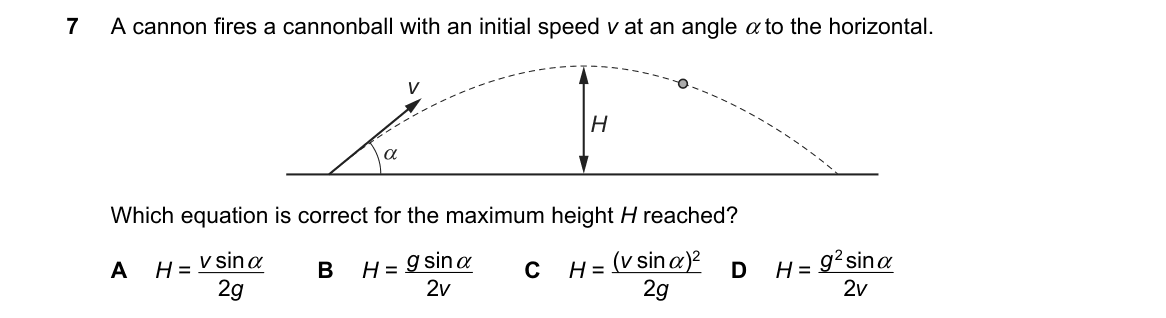 7 A cannon fires a cannonball with an initial speed v at an angle α to the horizontal.
v
H
α
Which equation is correct for the maximum height H reached?
A H = v sin α / 2g B H = g sin α / 2v C H = (v sin α)² / 2g D H = g² sin α / 2v